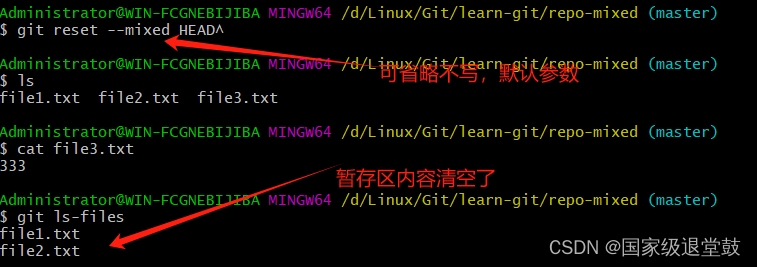 Administrator@WIN-FCGNEBIJIBA MINGW64 /d/Linux/Git/learn-git/repo-mixed (master)
$ git reset --mixed HEAD^
Administrator@WIN-FCGNEBIJIBA MINGW64 /d/Linux/Git/learn-git/repo-mixed (master)
可省略不写，默认参数
$ ls
file1.txt  file2.txt  file3.txt
Administrator@WIN-FCGNEBIJIBA MINGW64 /d/Linux/Git/learn-git/repo-mixed (master)
$ cat file3.txt
333
暂存区内容清空了
Administrator@WIN-FCGNEBIJIBA MINGW64 /d/Linux/Git/learn-git/repo-mixed (master)
$ git ls-files
file1.txt
file2.txt
CSDN @国家级退堂鼓